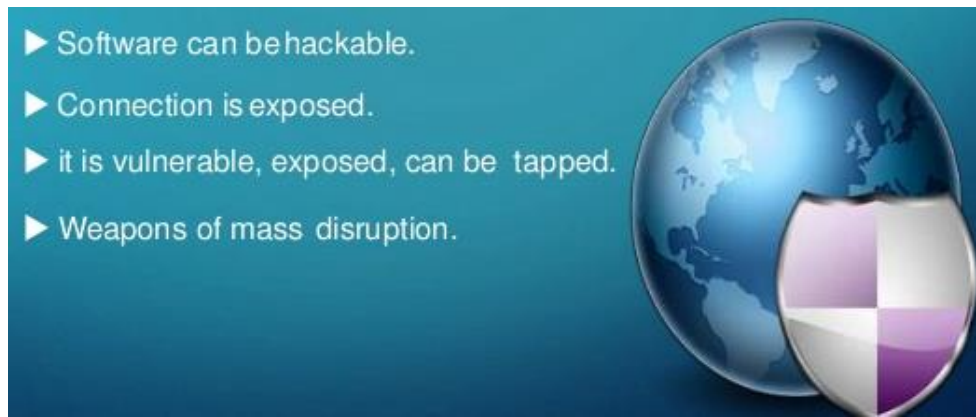 Software can be hackable.
Connection is exposed.
it is vulnerable, exposed, can be tapped.
Weapons of mass disruption.